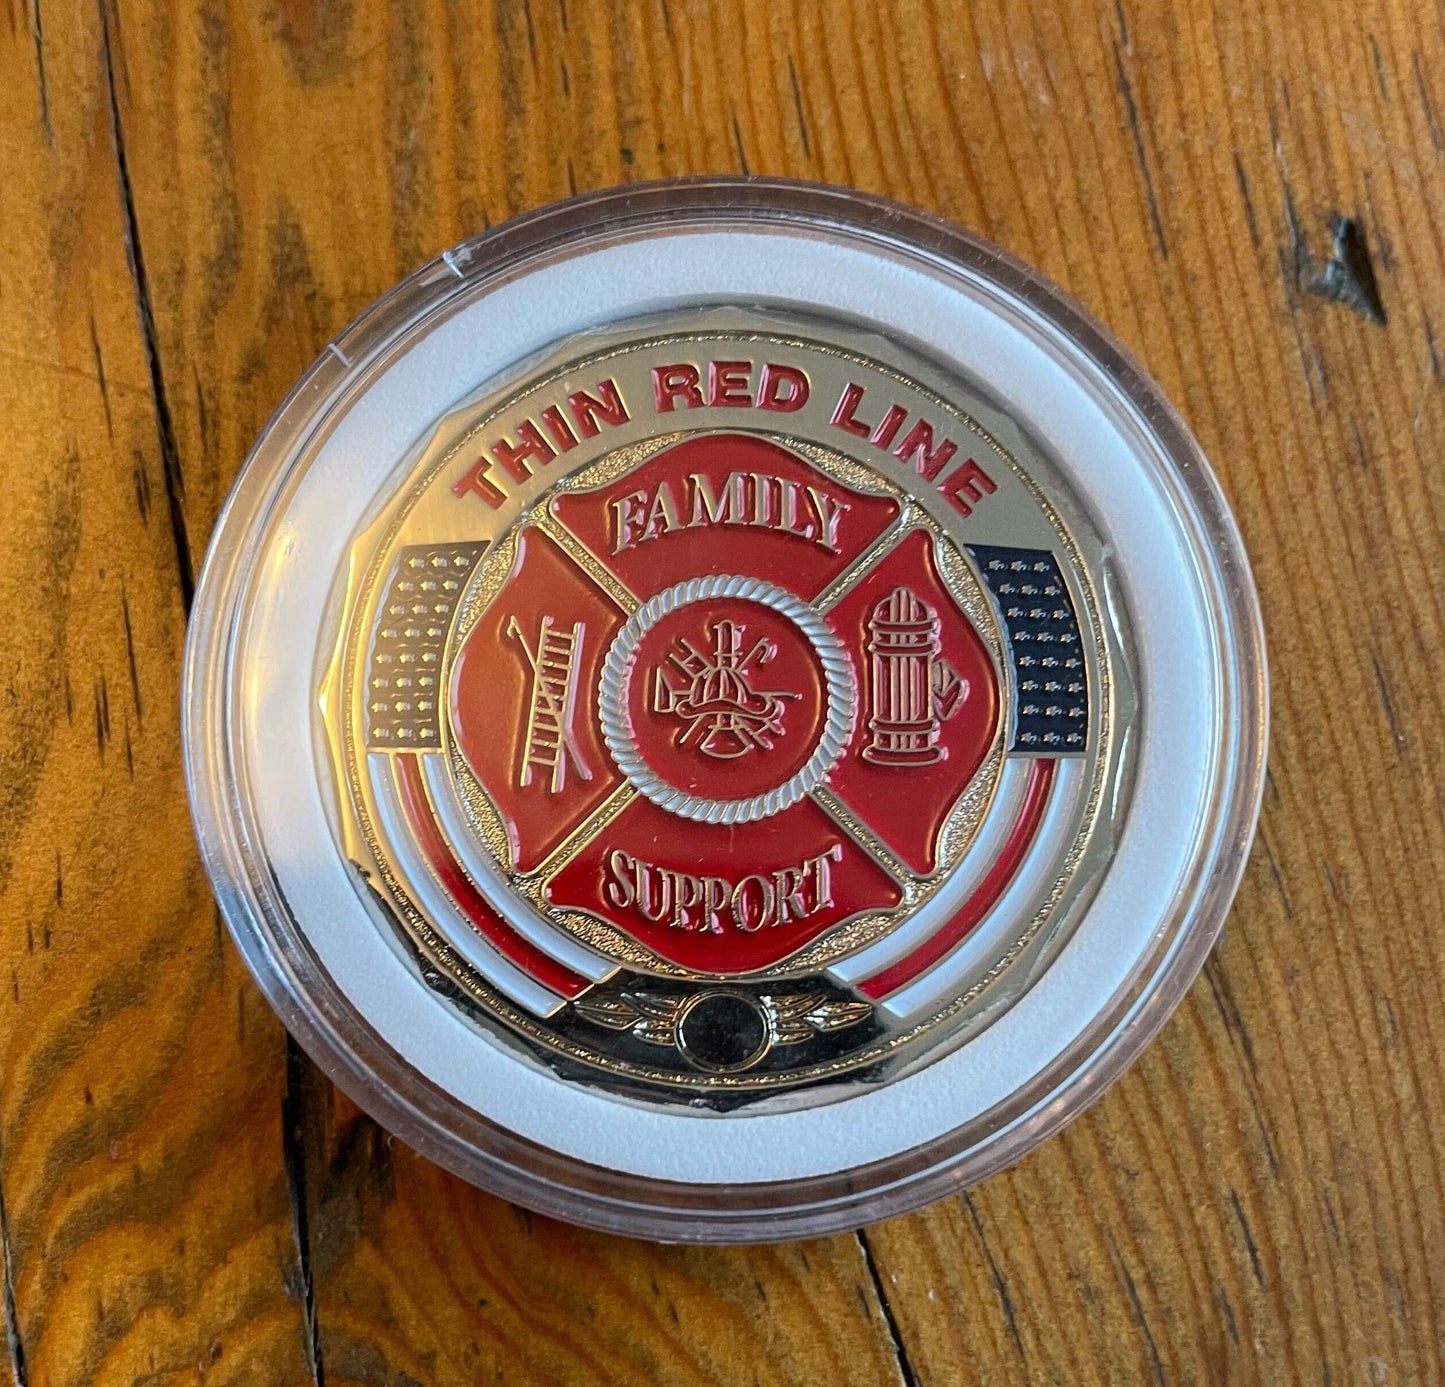 THIN RED LINE
FAMILY
SUPPORT